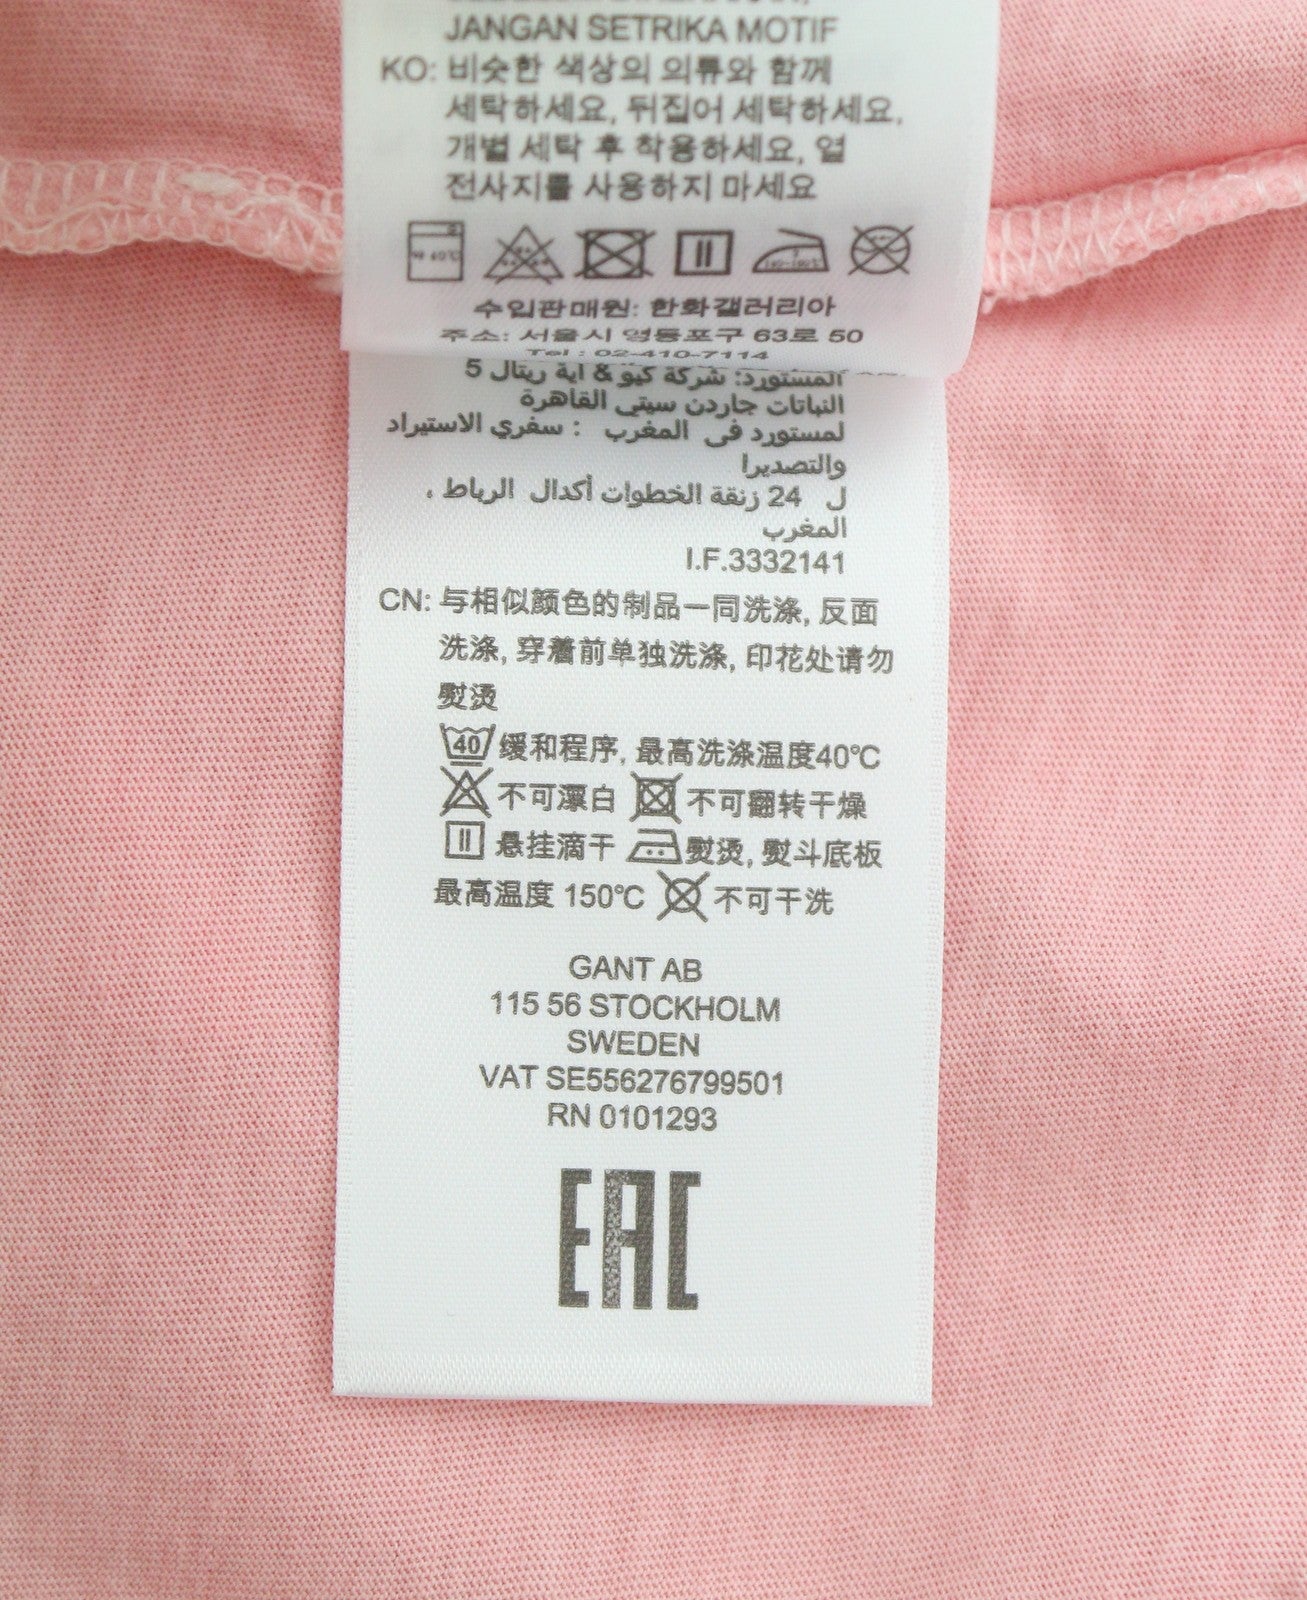 JANGAN SETRIKA MOTIF
KO: 비슷한 색상의 의류와 함께
세탁하세요, 뒤집어 세탁하세요,
개별 세탁 후 착용하세요, 열
전사지를 사용하지 마세요
수입판매원: 한화갤러리아
주소: 서울시 영등포구 63로 50
Tel : 02-410-7114
المستورد: شركة كيو & اية ريتال 5
النباتات جاردن سيتي القاهرة
لمستورد في المغرب : سفري الاستيراد
والتصديرا
ل 24 زنقة الخطوات أكدال الرباط ،
المغرب
I.F.3332141
CN: 与相似颜色的制品一同洗涤, 反面
洗涤, 穿着前单独洗涤, 印花处请勿
熨烫
40 缓和程序, 最高洗涤温度40℃
不可漂白 不可翻转干燥
悬挂滴干 熨烫, 熨斗底板
最高温度 150℃ 不可干洗
GANT AB
115 56 STOCKHOLM
SWEDEN
VAT SE556276799501
RN 0101293
EAC